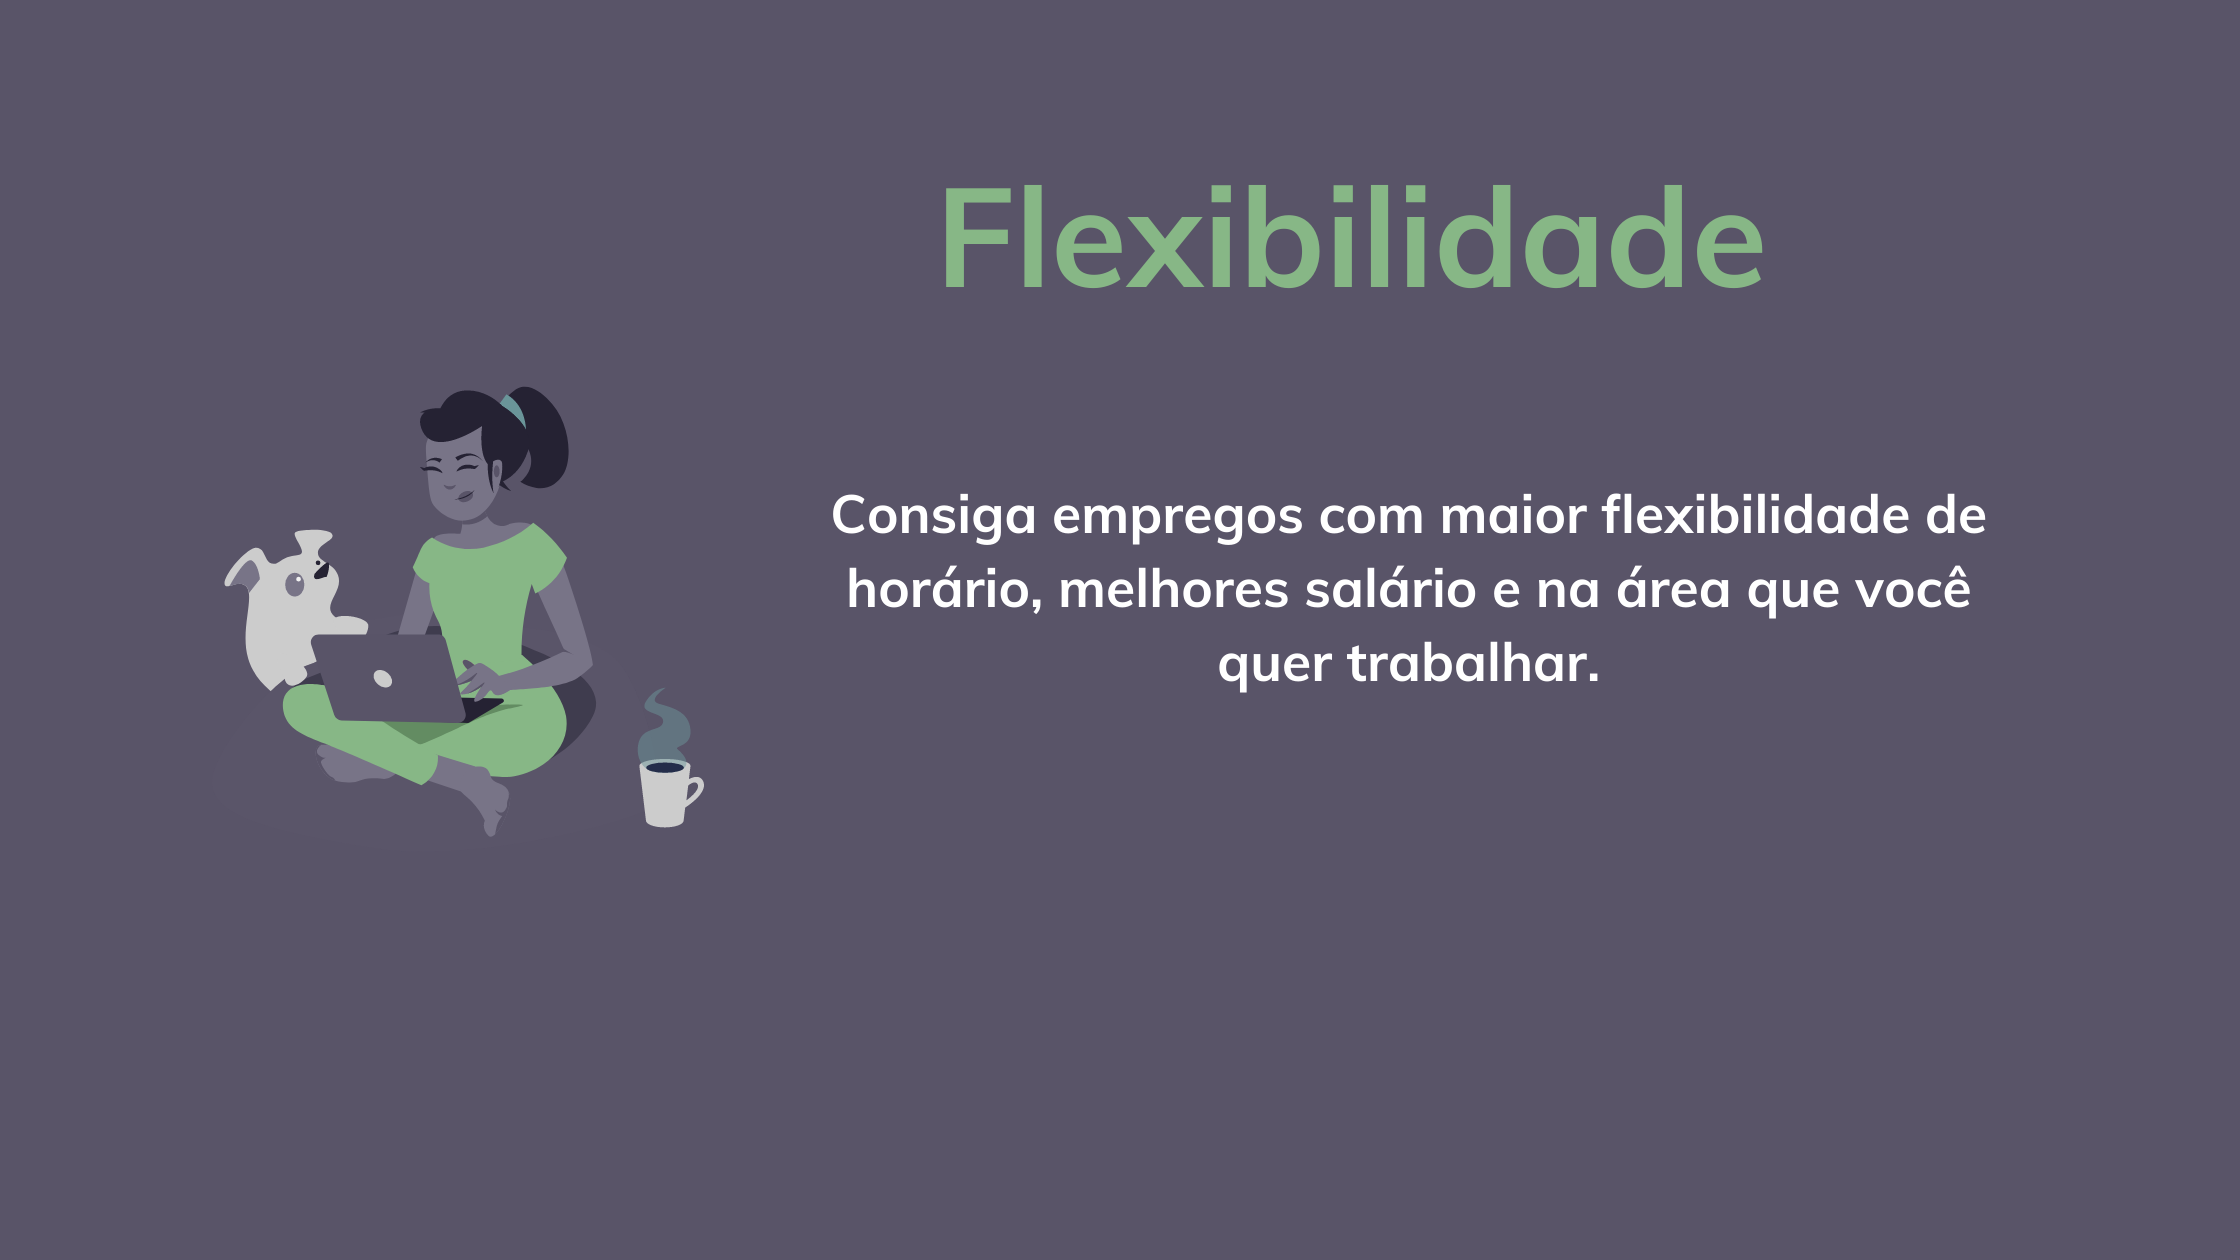 Flexibilidade
Consiga empregos com maior flexibilidade de
horário, melhores salário e na área que você
quer trabalhar.